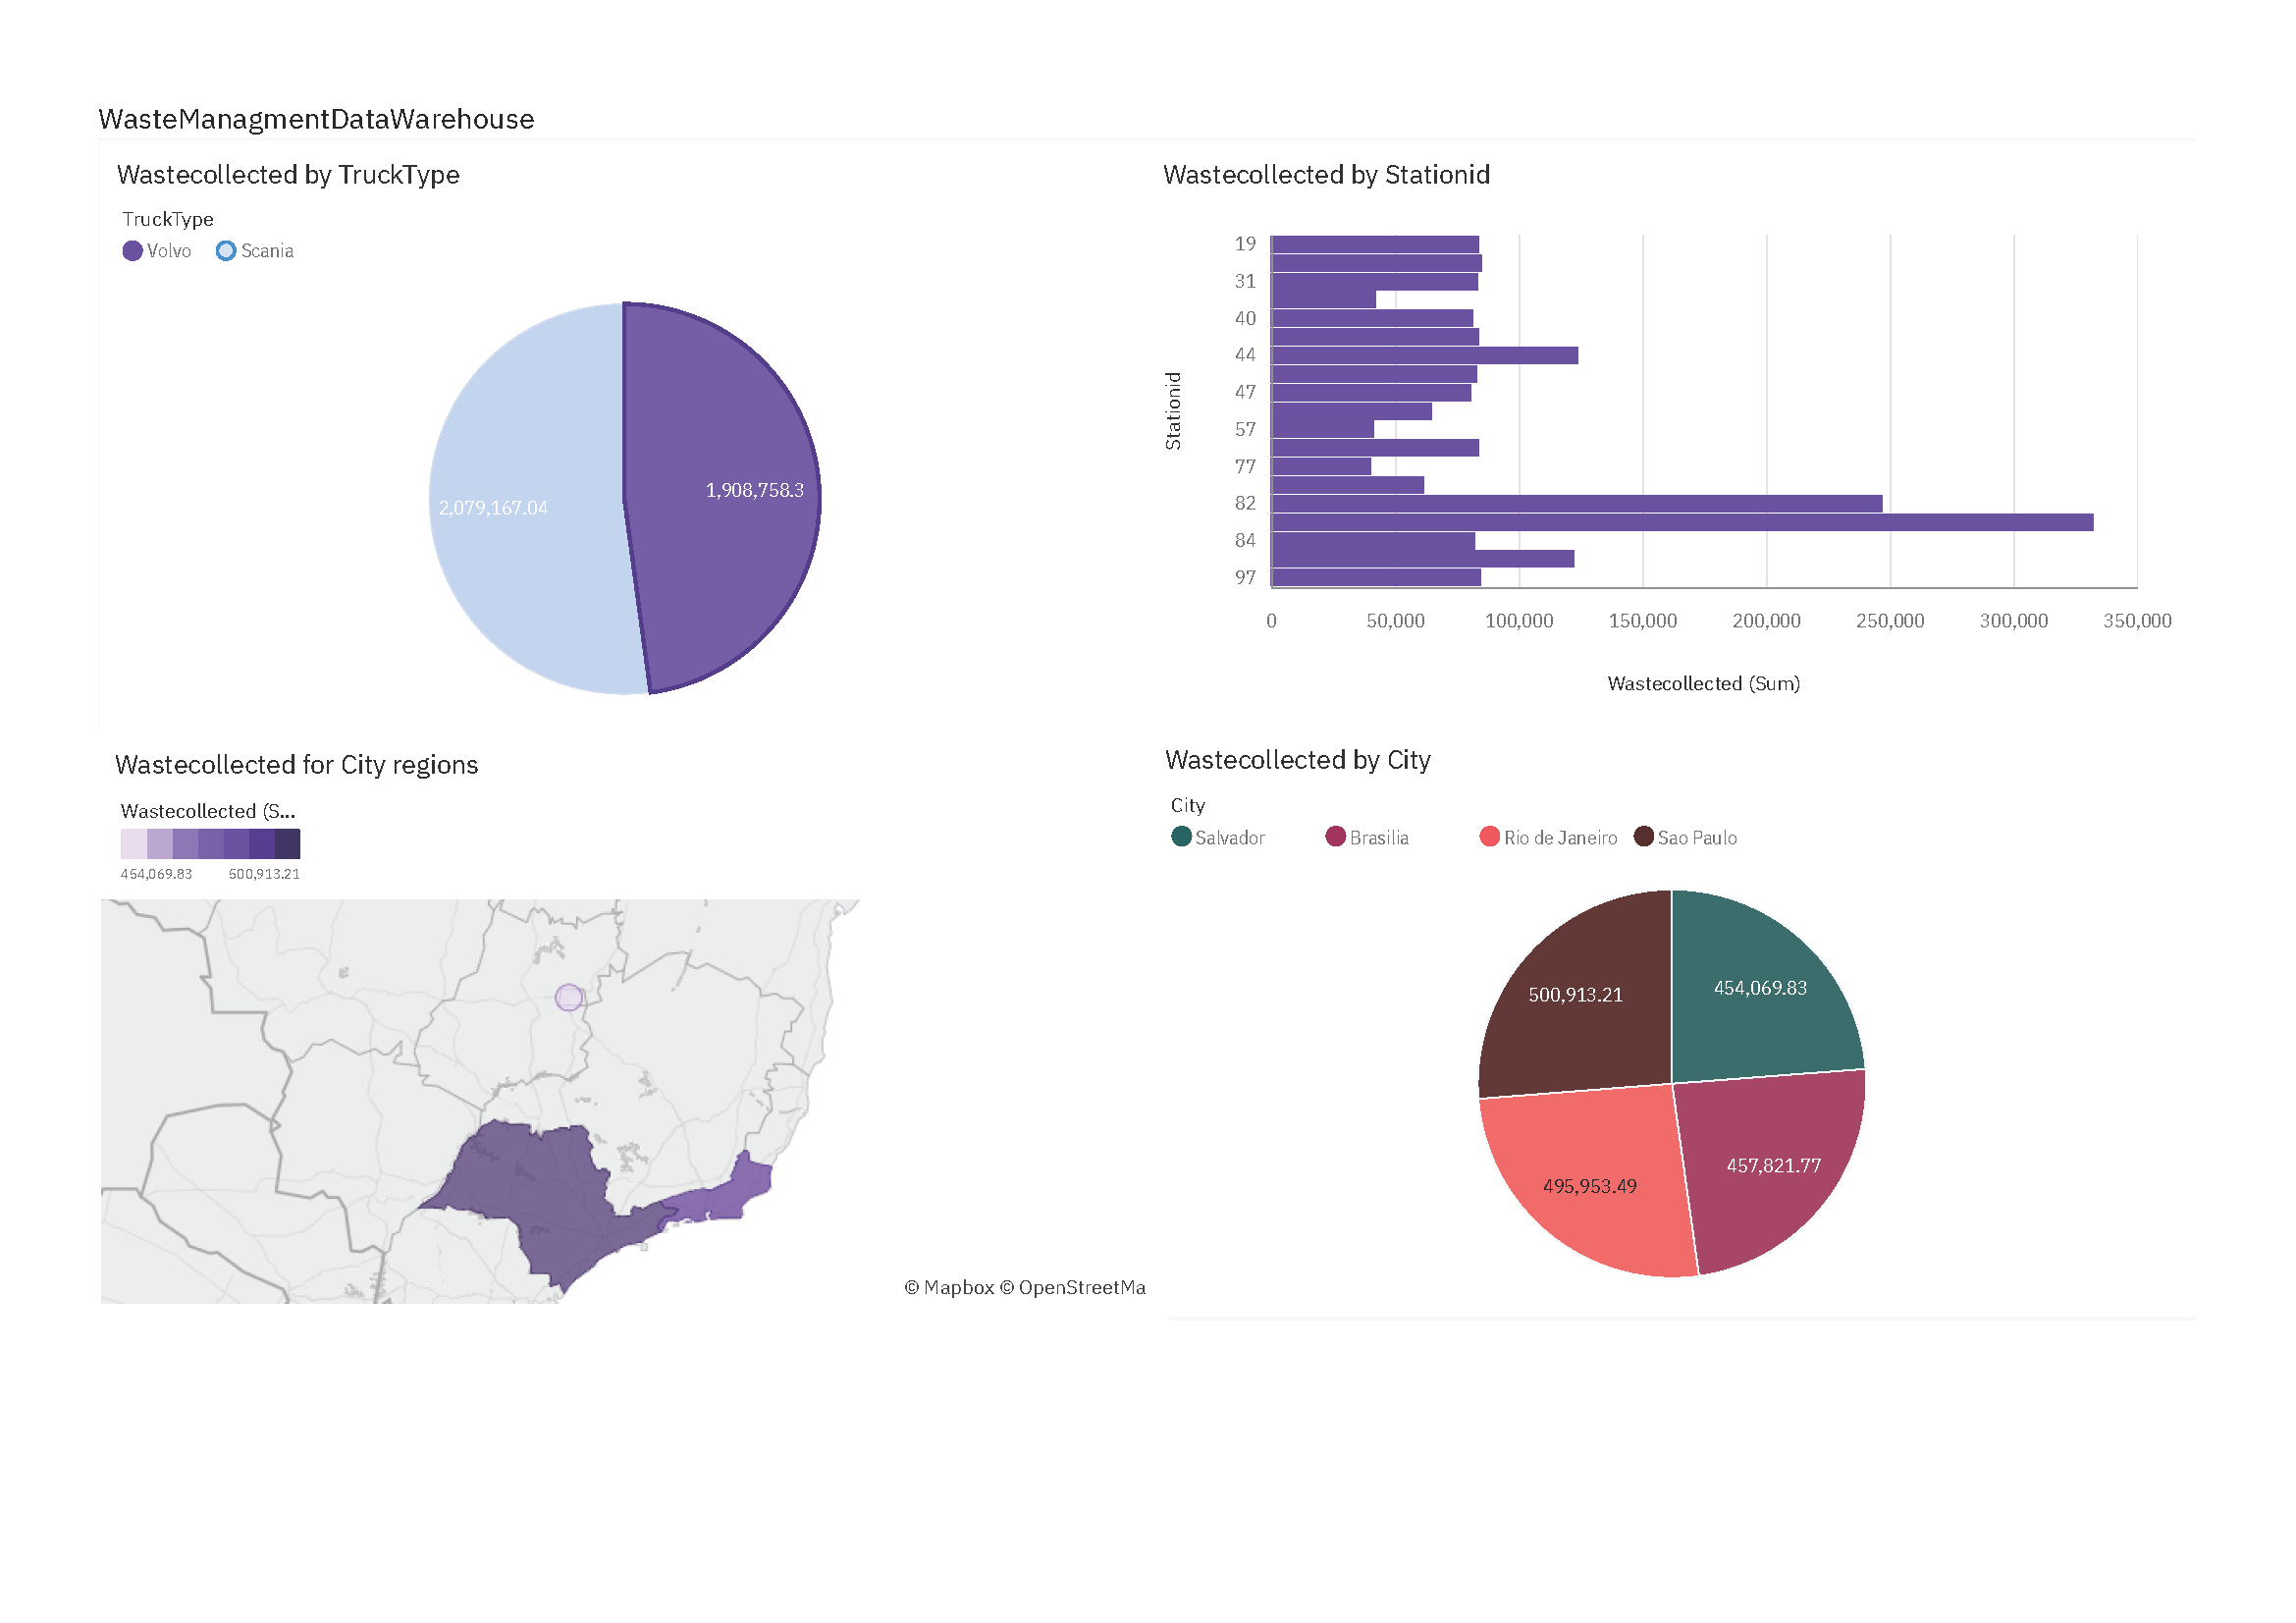 WasteManagmentDataWarehouse
Wastecollected by TruckType
TruckType
Volvo
Scania
2,079,167.04
1,908,758.3
Wastecollected by Stationid
Stationid
19
31
40
44
47
57
77
82
84
97
0
50,000
100,000
150,000
200,000
250,000
300,000
350,000
Wastecollected (Sum)
Wastecollected for City regions
Wastecollected (S...
454,069.83
500,913.21
© Mapbox © OpenStreetMa
Wastecollected by City
City
Salvador
Brasilia
Rio de Janeiro
Sao Paulo
500,913.21
454,069.83
457,821.77
495,953.49